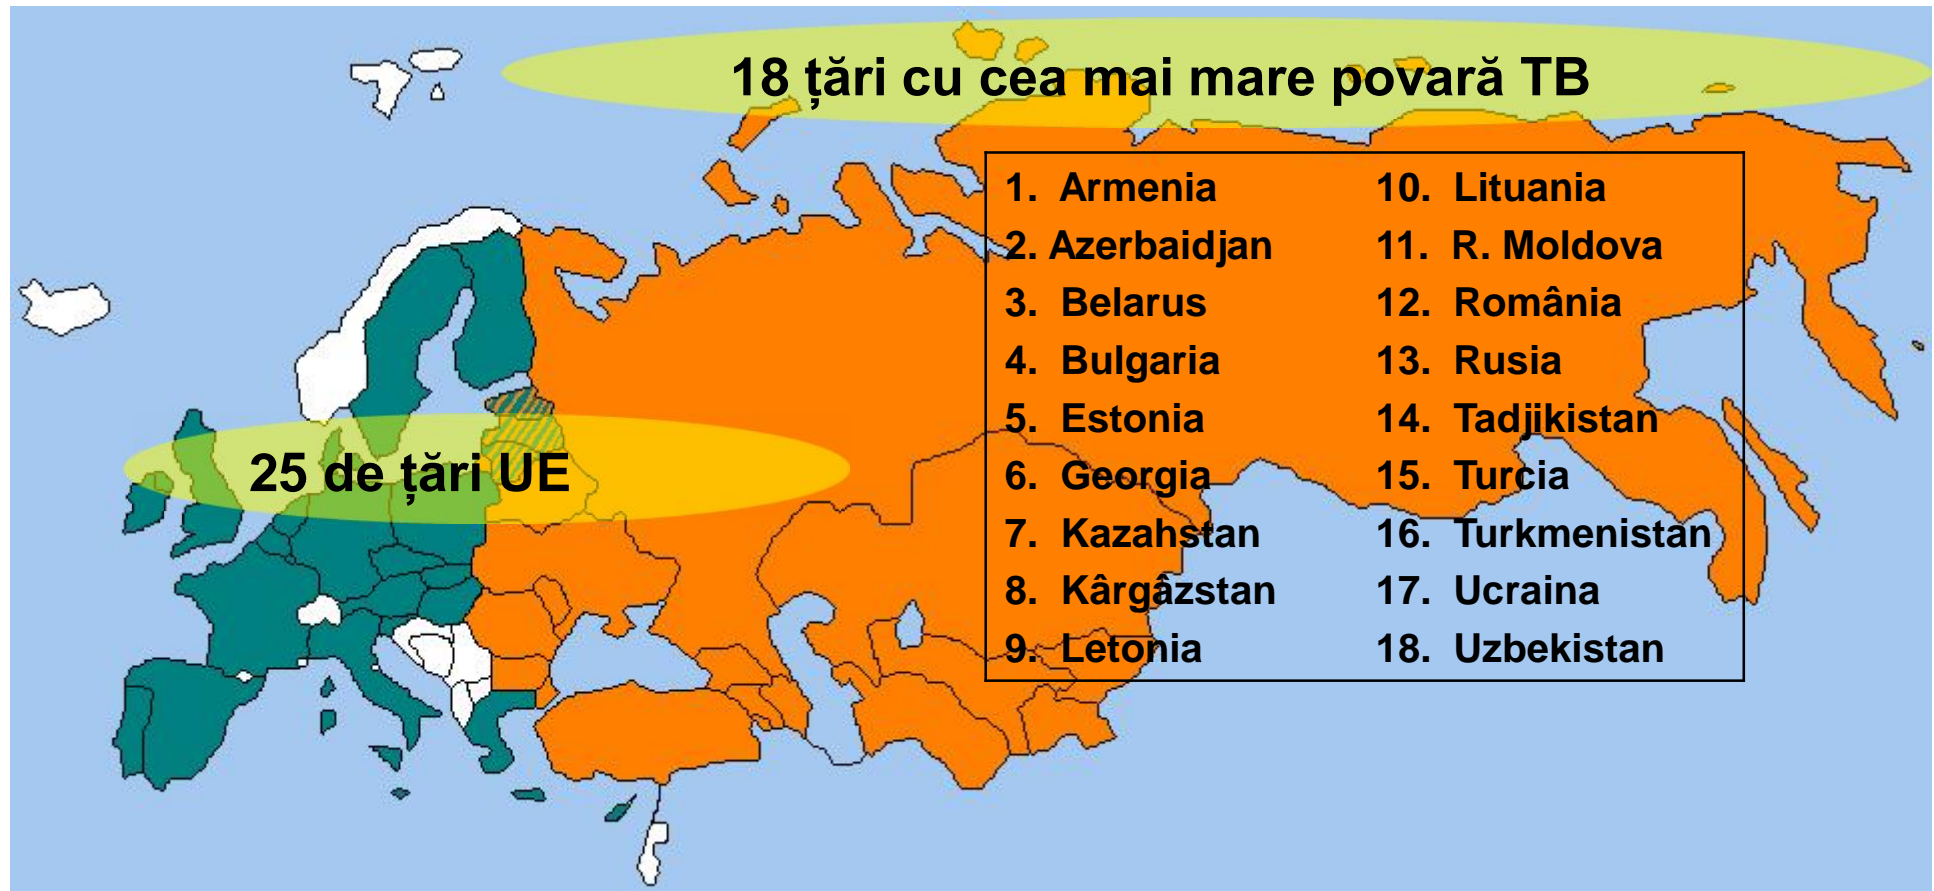 18 țări cu cea mai mare povară TB
1. Armenia
2. Azerbaidjan
3. Belarus
4. Bulgaria
5. Estonia
6. Georgia
7. Kazahstan
8. Kârgâzstan
9. Letonia
10. Lituania
11. R. Moldova
12. România
13. Rusia
14. Tadjikistan
15. Turcia
16. Turkmenistan
17. Ucraina
18. Uzbekistan
25 de țări UE